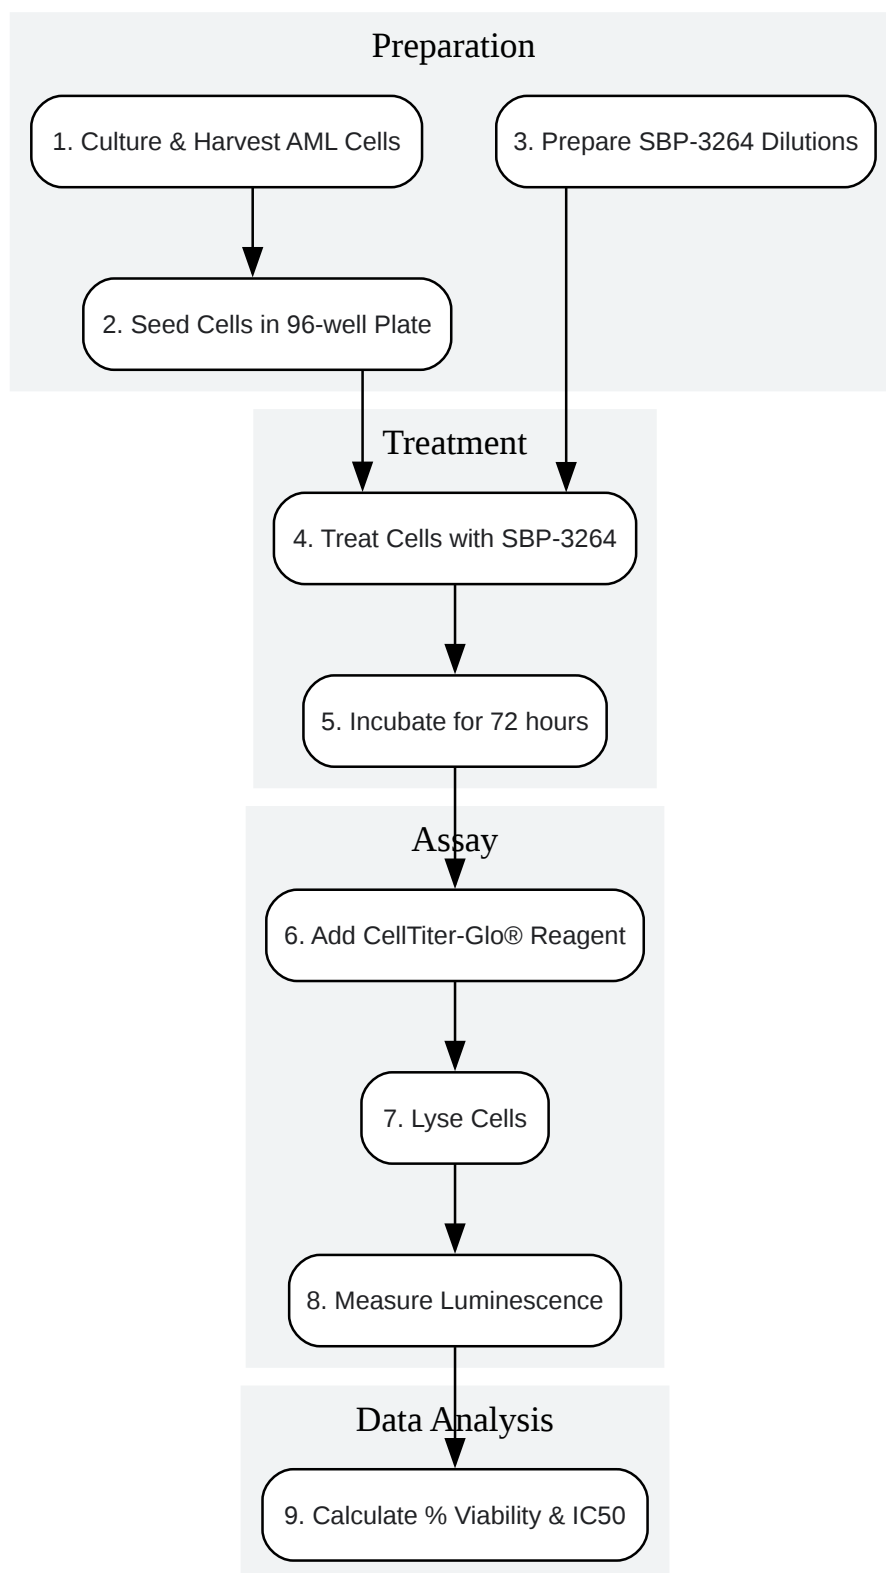 Preparation
1. Culture & Harvest AML Cells
3. Prepare SBP-3264 Dilutions
2. Seed Cells in 96-well Plate
Treatment
4. Treat Cells with SBP-3264
5. Incubate for 72 hours
Assay
6. Add CellTiter-Glo® Reagent
7. Lyse Cells
8. Measure Luminescence
Data Analysis
9. Calculate % Viability & IC50